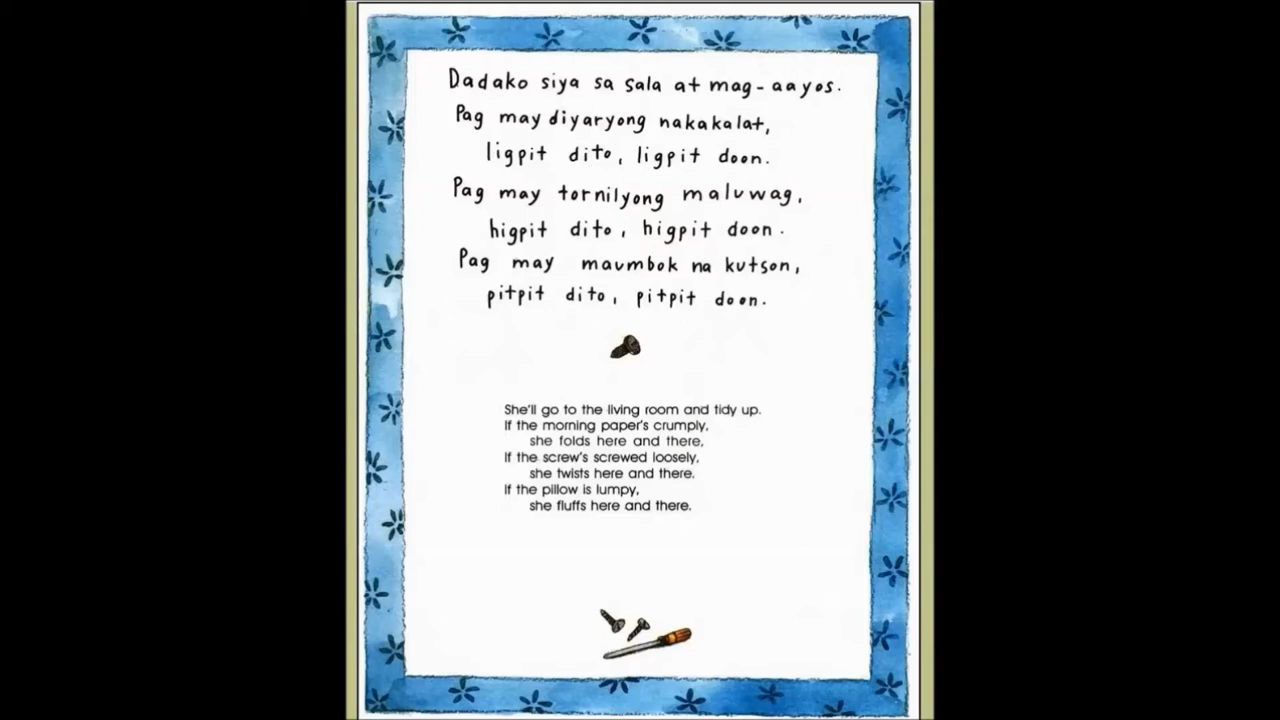 Dadako siya sa sala at mag-aayos.
Pag may diyaryong nakakalat,
ligpit dito, ligpit doon.
Pag may tornilyong maluwag,
higpit dito, higpit doon.
Pag may maumbok na kutson,
pitpit dito, pitpit doon.
She'll go to the living room and tidy up.
If the morning paper's crumply,
she folds here and there,
If the screw's screwed loosely,
she twists here and there.
If the pillow is lumpy,
she fluffs here and there.